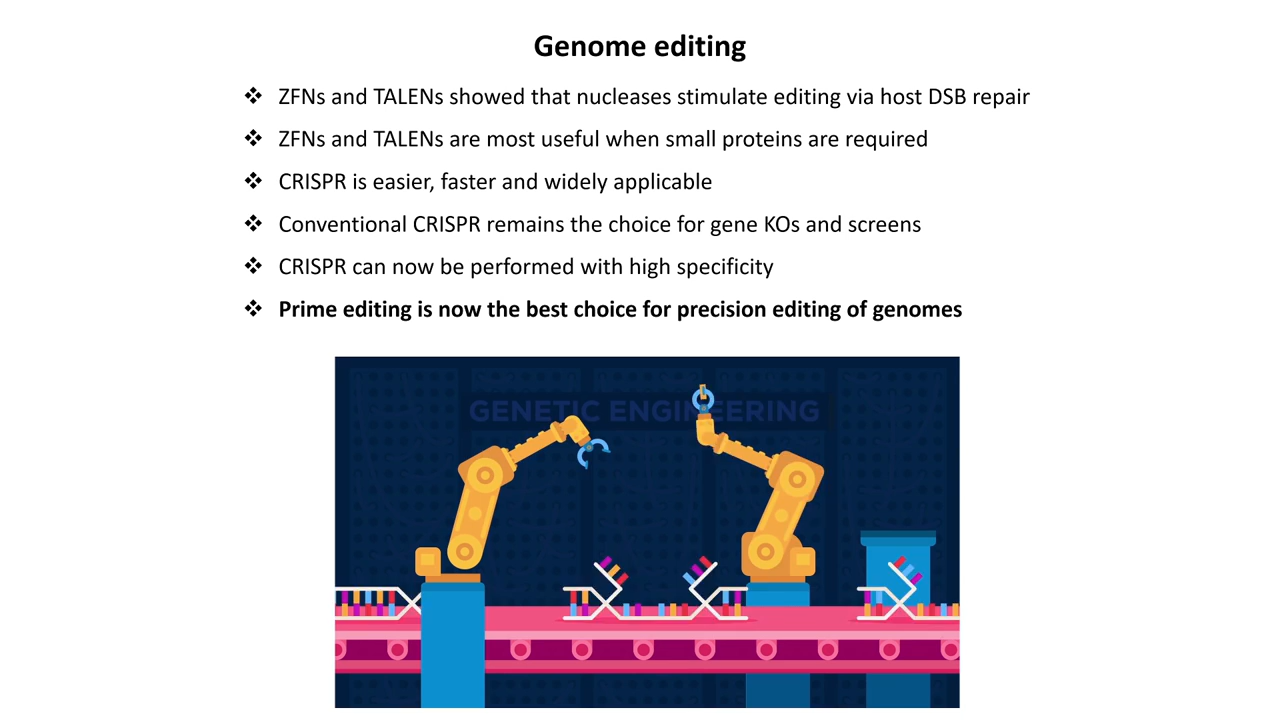 Genome editing
❖ ZFNs and TALENs showed that nucleases stimulate editing via host DSB repair
❖ ZFNs and TALENs are most useful when small proteins are required
❖ CRISPR is easier, faster and widely applicable
❖ Conventional CRISPR remains the choice for gene KOs and screens
❖ CRISPR can now be performed with high specificity
❖ Prime editing is now the best choice for precision editing of genomes
GENETIC ENGINEERING